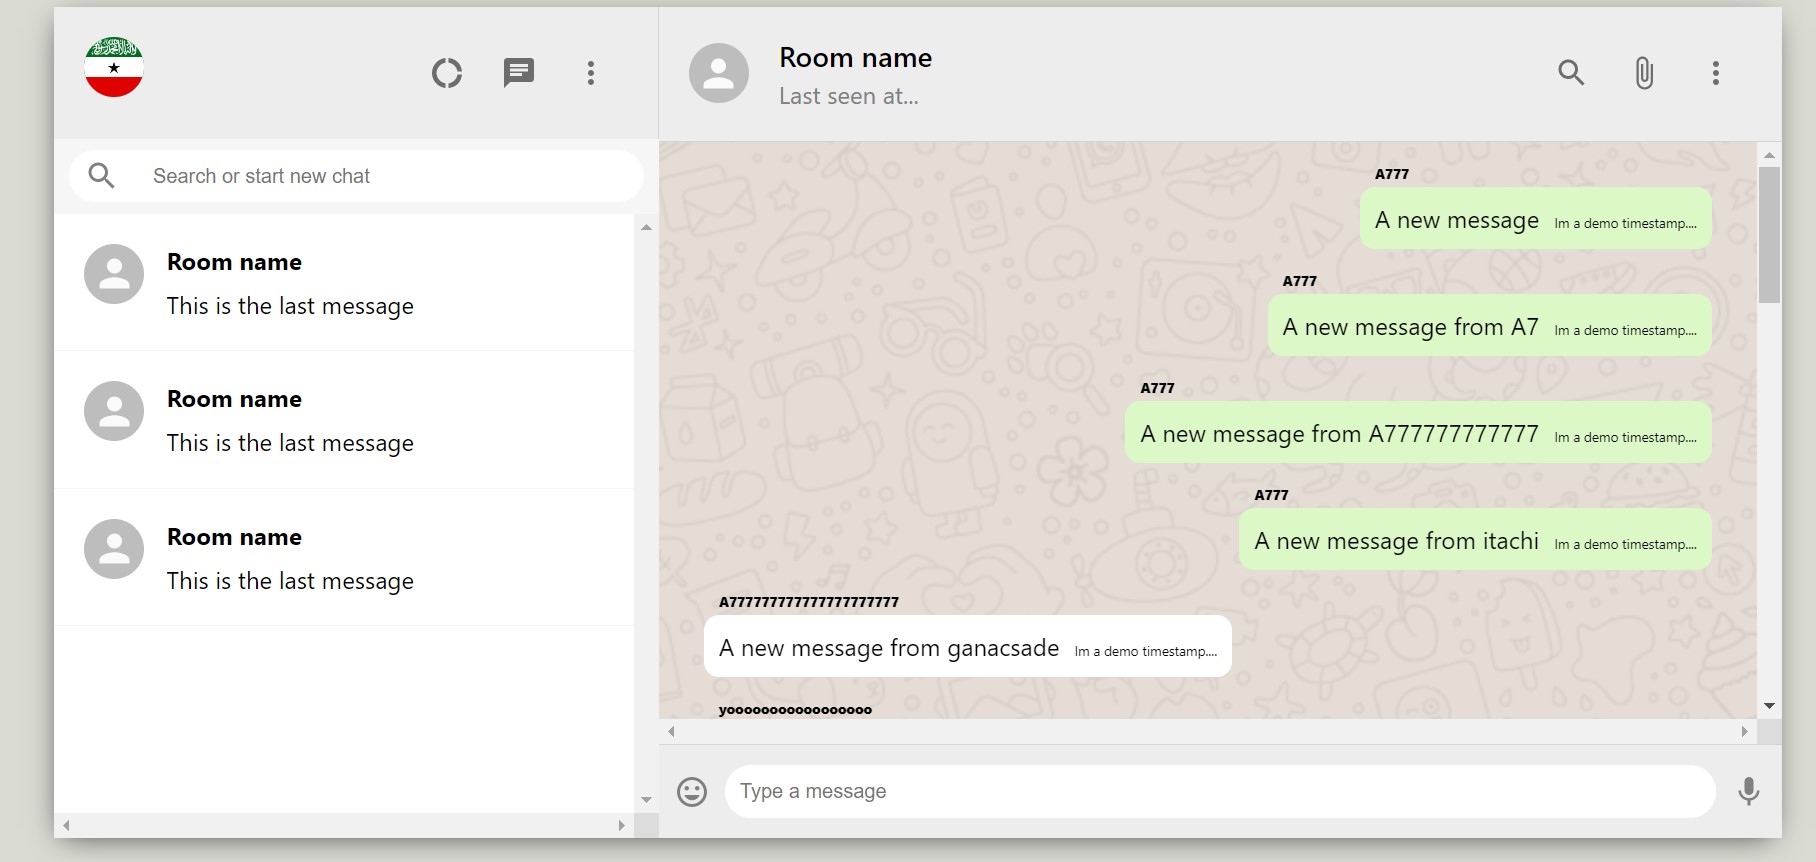 Room name
Last seen at...
Search or start new chat
Room name
This is the last message
Room name
This is the last message
Room name
This is the last message
A777
A new message Im a demo timestamp....
A777
A new message from A7 Im a demo timestamp....
A777
A new message from A777777777777 Im a demo timestamp....
A777
A new message from itachi Im a demo timestamp....
A new message from ganacsade Im a demo timestamp....
Type a message